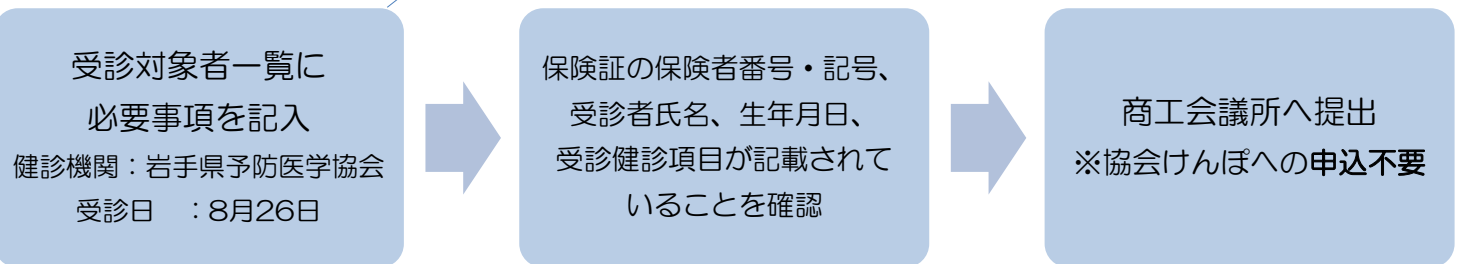 受診対象者一覧に
必要事項を記入
健診機関：岩手県予防医学協会
受診日　：8月26日
保険証の保険者番号・記号、
受診者氏名、生年月日、
受診健診項目が記載されて
いることを確認
商工会議所へ提出
※協会けんぽへの申込不要